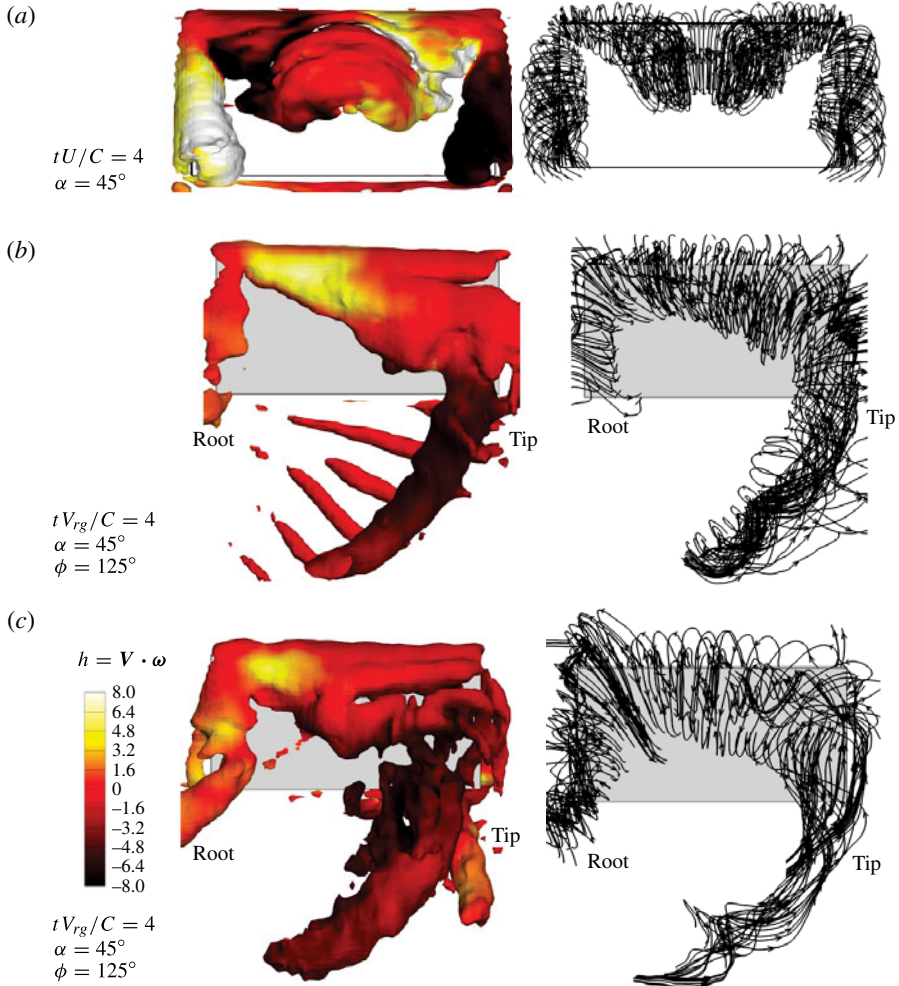 (a)
tU/C = 4
α = 45°
(b)
Root
Tip
Root
Tip
tV_rg/C = 4
α = 45°
ϕ = 125°
(c)
h = V · ω
8.0
6.4
4.8
3.2
1.6
0
−1.6
−3.2
−4.8
−6.4
−8.0
Root
Tip
Root
Tip
tV_rg/C = 4
α = 45°
ϕ = 125°